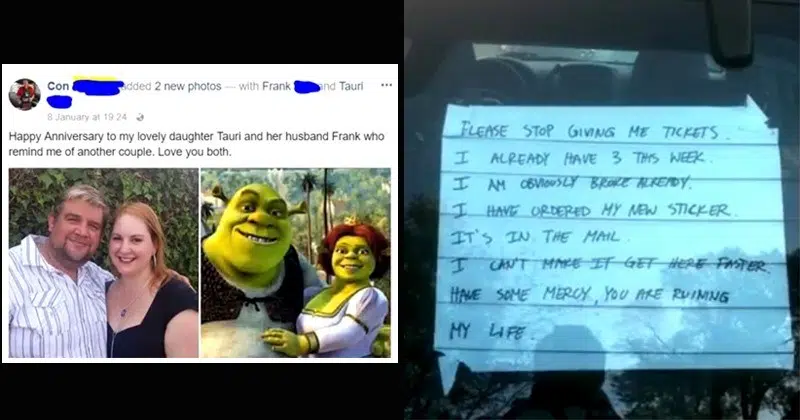 Con added 2 new photos — with Frank and Tauri
8 January at 19:24
Happy Anniversary to my lovely daughter Tauri and her husband Frank who
remind me of another couple. Love you both.
PLEASE STOP GIVING ME TICKETS.
I ALREADY HAVE 3 THIS WEEK.
I AM OBVIOUSLY BROKE ALREADY.
I HAVE ORDERED MY NEW STICKER.
IT'S IN THE MAIL.
I CAN'T MAKE IT GET HERE FASTER.
HAVE SOME MERCY, YOU ARE RUINING
MY LIFE.